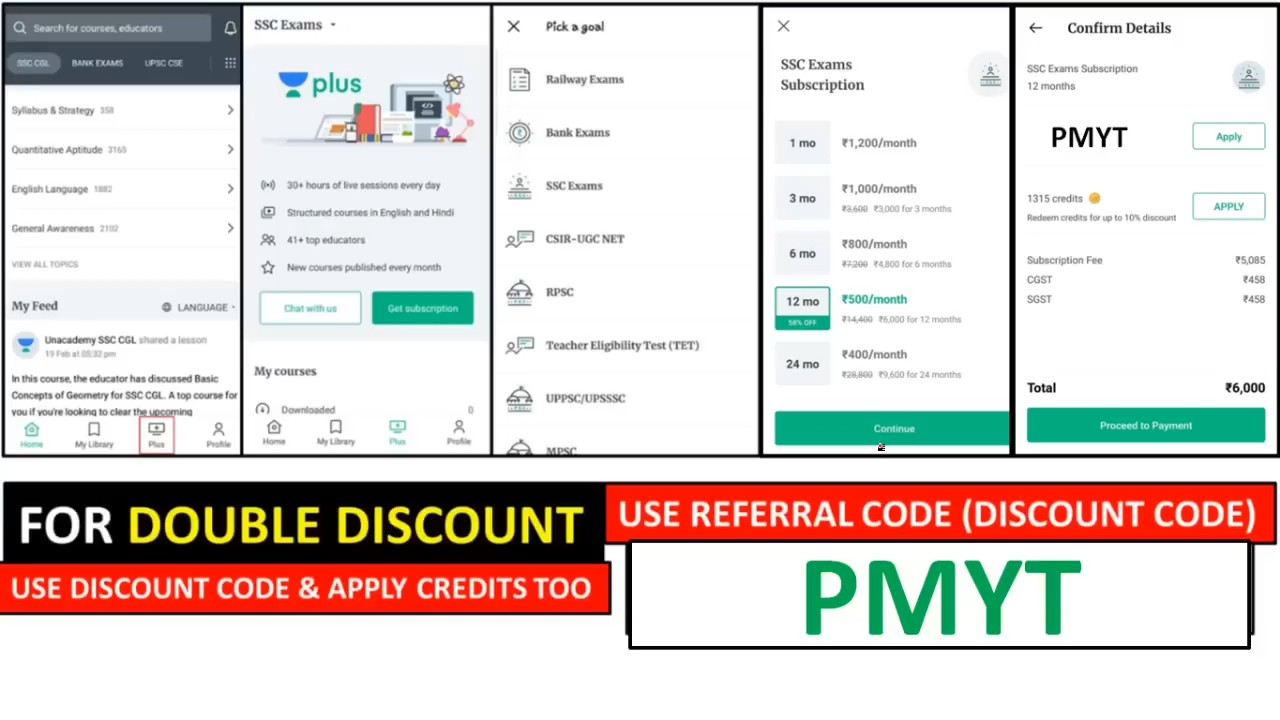 Search for courses, educators
SSC CGL BANK EXAMS UPSC CSE
Syllabus & Strategy 358
Quantitative Aptitude 3165
English Language 1882
General Awareness 2102
VIEW ALL TOPICS
My Feed LANGUAGE
Unacademy SSC CGL shared a lesson
19 Feb at 05:32 pm
In this course, the educator has discussed Basic
Concepts of Geometry for SSC CGL. A top course for
you if you're looking to clear the upcoming
Home My Library Plus Profile
SSC Exams
plus
30+ hours of live sessions every day
Structured courses in English and Hindi
41+ top educators
New courses published every month
Chat with us Get subscription
My courses
Downloaded 0
Home My Library Plus Profile
Pick a goal
Railway Exams
Bank Exams
SSC Exams
CSIR-UGC NET
RPSC
Teacher Eligibility Test (TET)
UPPSC/UPSSSC
MPSC
SSC Exams
Subscription
1 mo ₹1,200/month
3 mo ₹1,000/month
₹3,600 ₹3,000 for 3 months
6 mo ₹800/month
₹7,200 ₹4,800 for 6 months
12 mo ₹500/month
58% OFF ₹14,400 ₹6,000 for 12 months
24 mo ₹400/month
₹28,800 ₹9,600 for 24 months
Continue
Confirm Details
SSC Exams Subscription
12 months
PMYT Apply
1315 credits APPLY
Redeem credits for up to 10% discount
Subscription Fee ₹5,085
CGST ₹458
SGST ₹458
Total ₹6,000
Proceed to Payment
FOR DOUBLE DISCOUNT
USE DISCOUNT CODE & APPLY CREDITS TOO
USE REFERRAL CODE (DISCOUNT CODE)
PMYT